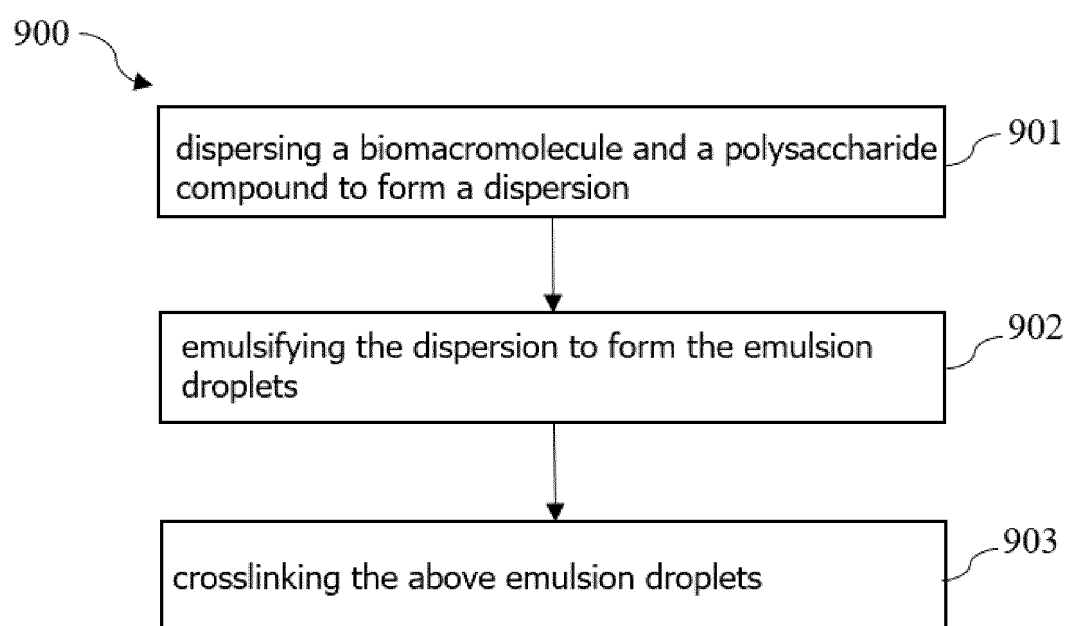 900
dispersing a biomacromolecule and a polysaccharide
901
compound to form a dispersion
emulsifying the dispersion to form the emulsion
902
droplets
crosslinking the above emulsion droplets
903